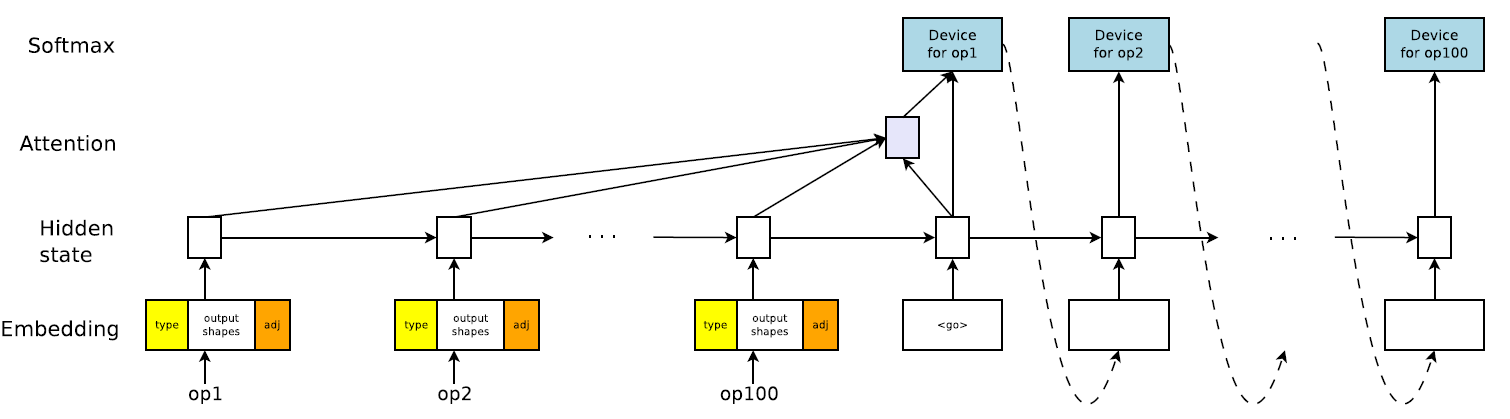 Softmax
Device
for op1
Device
for op2
Device
for op100
Attention
Hidden
state
. . .
. . .
Embedding
type
output
shapes
adj
type
output
shapes
adj
type
output
shapes
adj
<go>
op1
op2
op100